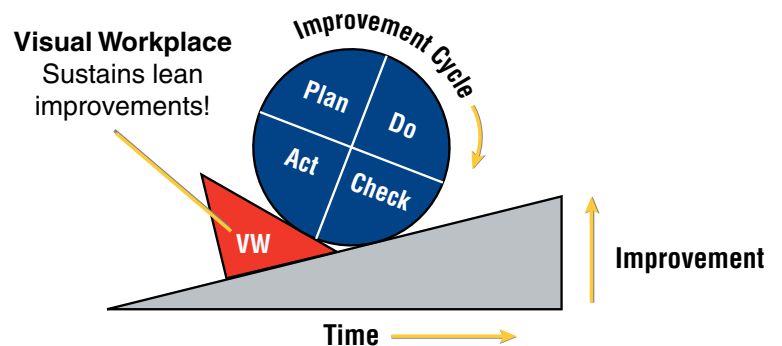 Visual Workplace
Sustains lean
improvements!
Improvement Cycle
Plan
Do
Act
Check
VW
Improvement
Time